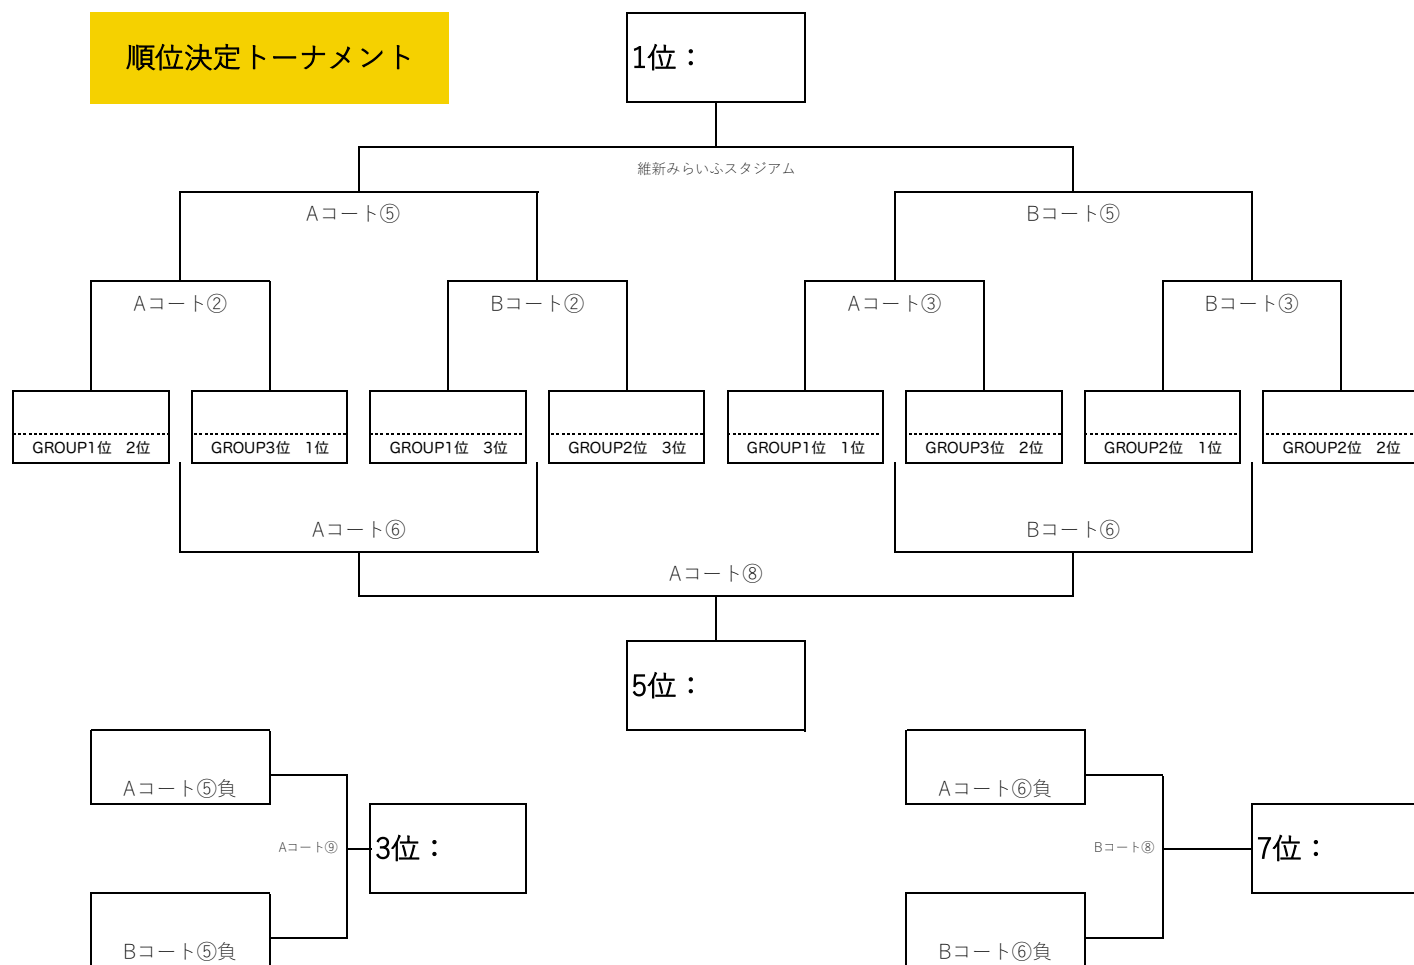 順位決定トーナメント
1位：
維新みらいふスタジアム
Aコート⑤
Bコート⑤
Aコート②
Bコート②
Aコート③
Bコート③
GROUP1位　2位
GROUP3位　1位
GROUP1位　3位
GROUP2位　3位
GROUP1位　1位
GROUP3位　2位
GROUP2位　1位
GROUP2位　2位
Aコート⑥
Bコート⑥
Aコート⑧
5位：
Aコート⑤負
Aコート⑥負
Aコート⑨
3位：
Bコート⑧
7位：
Bコート⑤負
Bコート⑥負